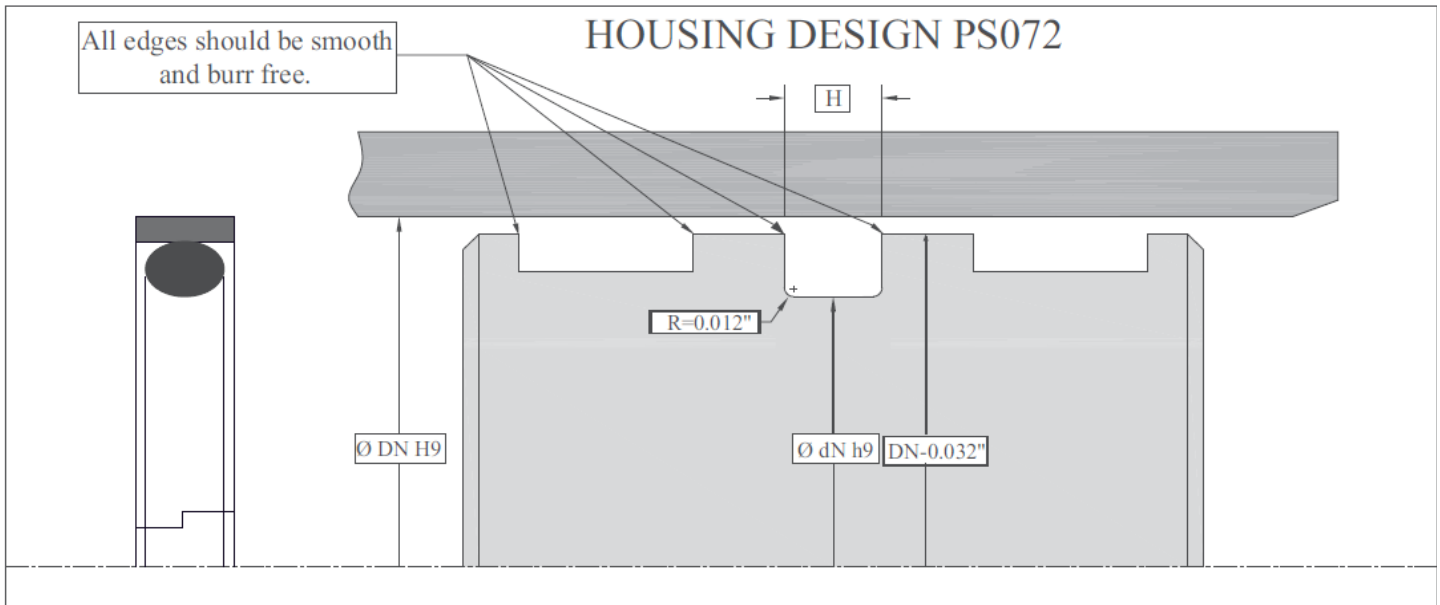 HOUSING DESIGN PS072
All edges should be smooth
and burr free.
H
R=0.012"
Ø DN H9
Ø dN h9
DN-0.032"